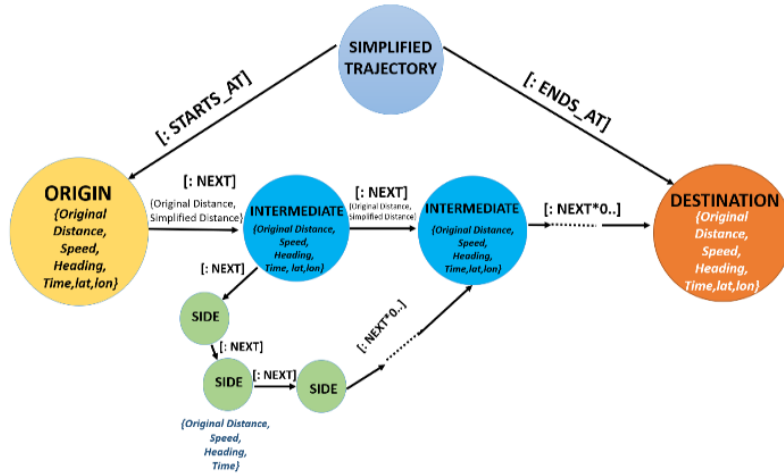 SIMPLIFIED
TRAJECTORY
[: STARTS_AT]
[: ENDS_AT]
ORIGIN
{Original
Distance,
Speed,
Heading,
Time,lat,lon}
[: NEXT]
{Original Distance,
Simplified Distance}
INTERMEDIATE
{Original Distance,
Speed,
Heading,
Time, lat,lon}
[: NEXT]
{Original Distance,
Simplified Distance}
INTERMEDIATE
{Original Distance,
Speed,
Heading,
Time,lat,lon}
[: NEXT*0..]
DESTINATION
{Original
Distance,
Speed,
Heading,
Time,lat,lon}
[: NEXT]
SIDE
[: NEXT]
SIDE
[: NEXT]
SIDE
[: NEXT*0..]
{Original Distance,
Speed,
Heading,
Time}